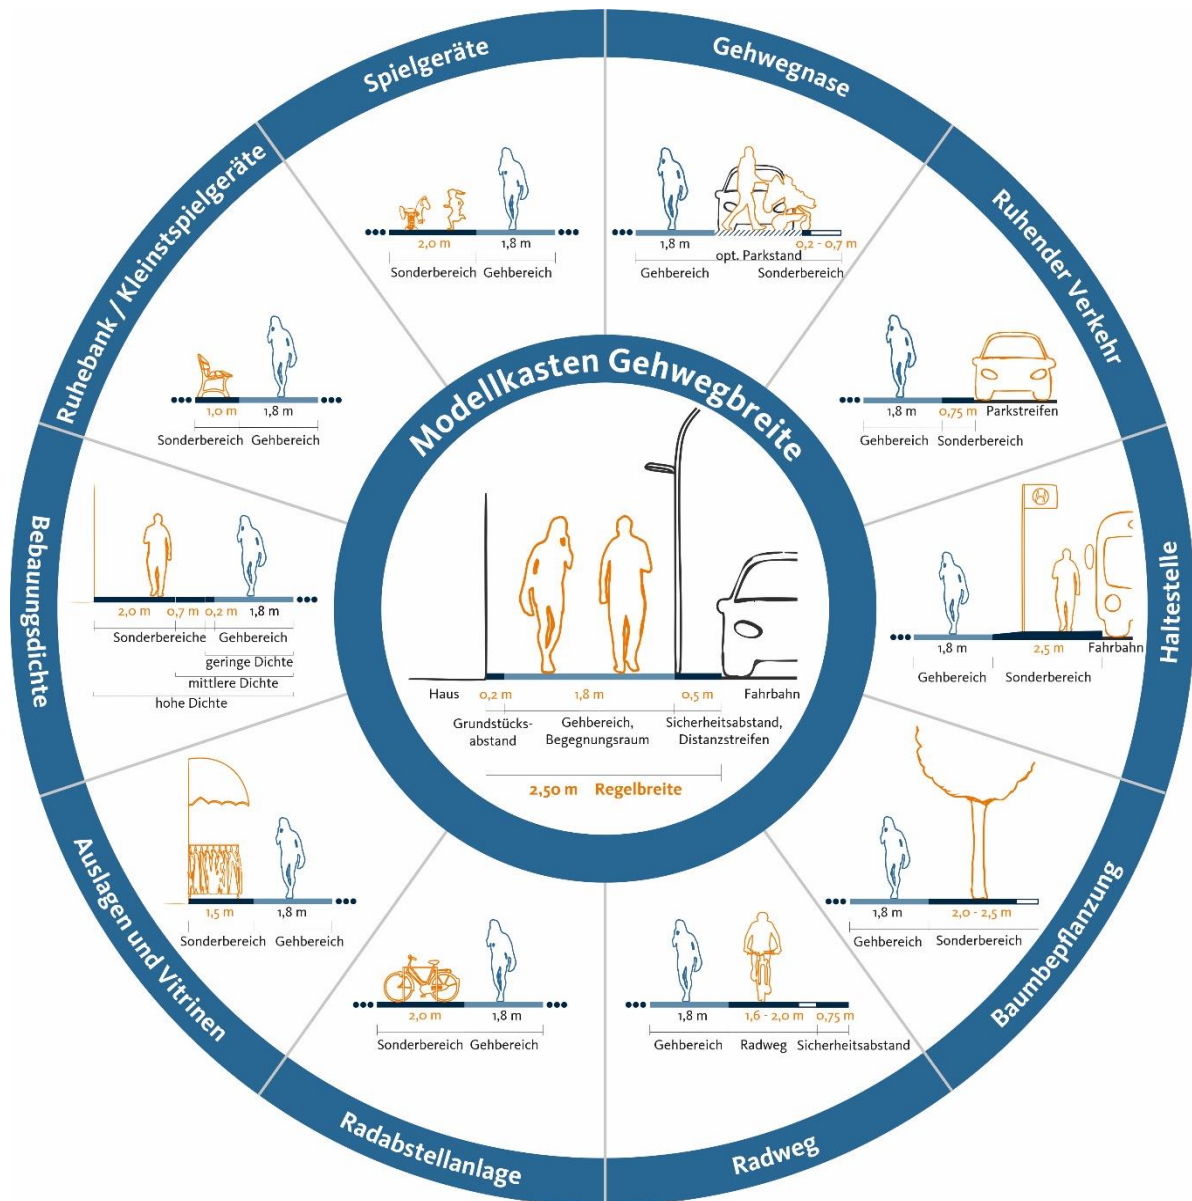 Modellkasten Gehwegbreite
Haus
0,2 m
1,8 m
0,5 m
Fahrbahn
Grundstücks-
abstand
Gehbereich,
Begegnungsraum
Sicherheitsabstand,
Distanzstreifen
2,50 m Regelbreite
Gehwegnase
1,8 m
0,2 - 0,7 m
opt. Parkstand
Gehbereich
Sonderbereich
Ruhender Verkehr
1,8 m
0,75 m
Parkstreifen
Gehbereich
Sonderbereich
Haltestelle
H
1,8 m
2,5 m
Fahrbahn
Gehbereich
Sonderbereich
Baumbepflanzung
1,8 m
2,0 - 2,5 m
Gehbereich
Sonderbereich
Radweg
1,8 m
1,6 - 2,0 m
0,75 m
Gehbereich
Radweg
Sicherheitsabstand
Radabstellanlage
2,0 m
1,8 m
Sonderbereich
Gehbereich
Auslagen und Vitrinen
1,5 m
1,8 m
Sonderbereich
Gehbereich
Bebauungsdichte
2,0 m
0,7 m
0,2 m
1,8 m
Sonderbereiche
Gehbereich
geringe Dichte
mittlere Dichte
hohe Dichte
Ruhebank / Kleinstspielgeräte
1,0 m
1,8 m
Sonderbereich
Gehbereich
Spielgeräte
2,0 m
1,8 m
Sonderbereich
Gehbereich